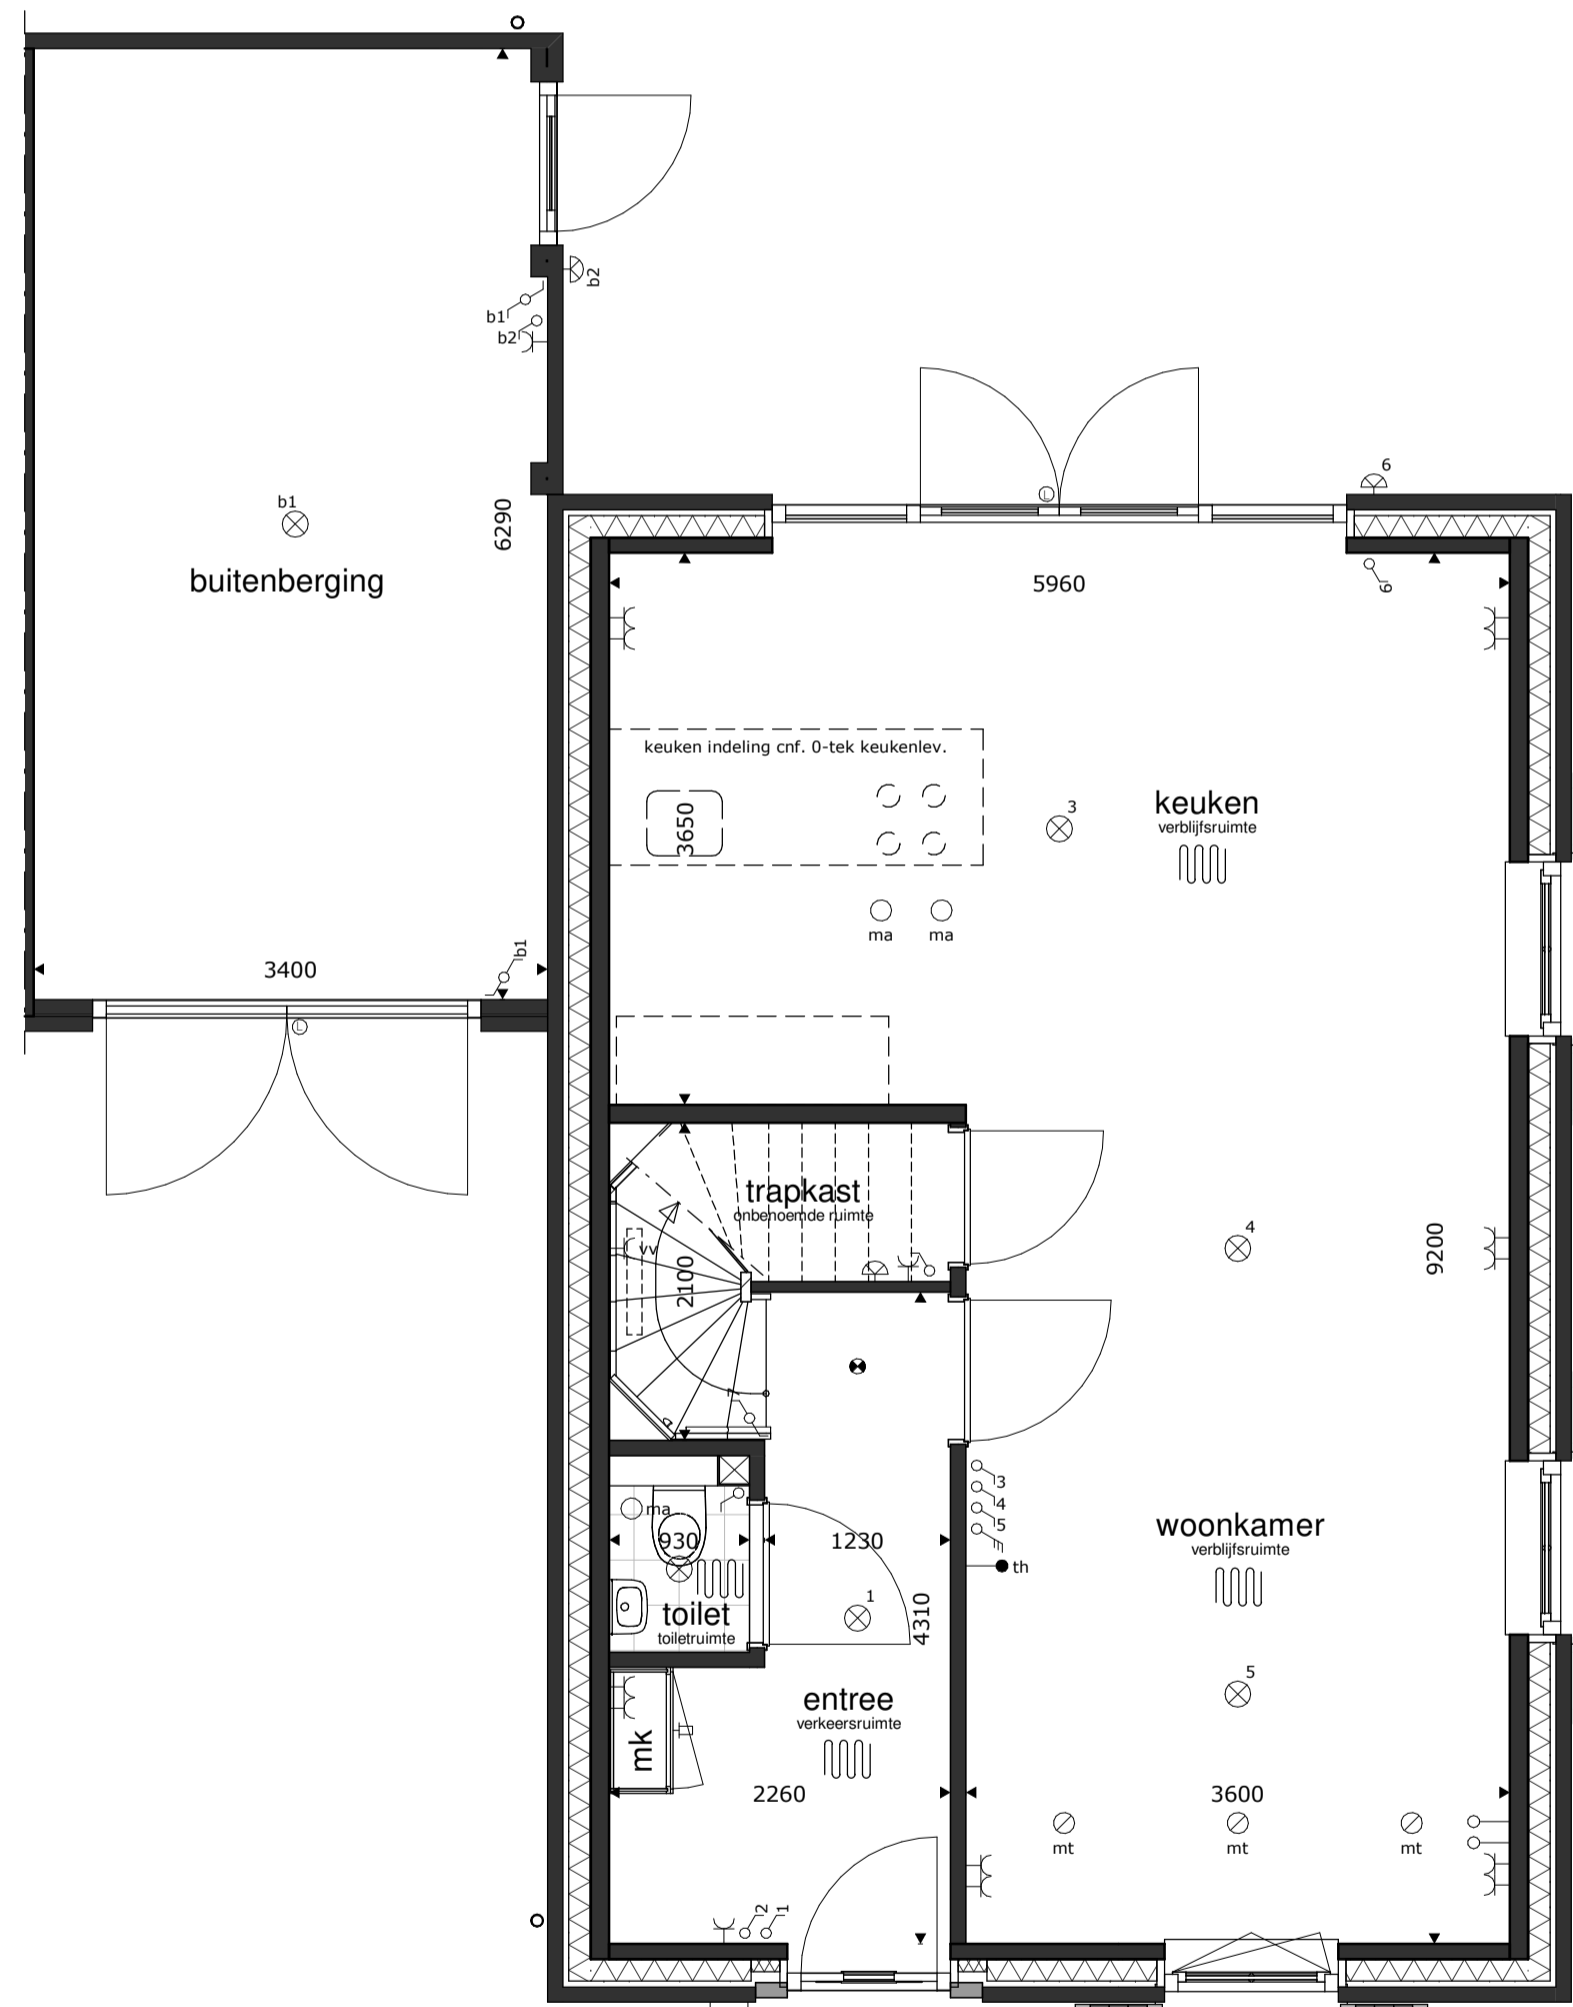 b2
b1
b2
6
b1
6290
buitenberging
5960
6
keuken indeling cnf. 0-tek keukenlev.
3650
keuken
verblijfsruimte
3
ma
ma
b1
3400
L
L
trapkast
onbenoemde ruimte
vv
2100
4
9200
3
4
5
th
ma
930
1230
1
4310
toilet
toiletruimte
woonkamer
verblijfsruimte
5
entree
verkeersruimte
mk
2260
3600
mt
mt
mt
2
1